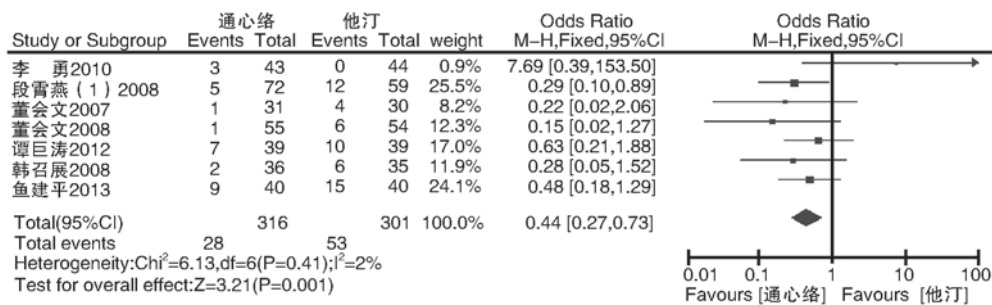 通心络 他汀 Odds Ratio Odds Ratio
Study or Subgroup Events Total Events Total weight M–H,Fixed,95%CI M–H,Fixed,95%CI
李 勇2010 3 43 0 44 0.9% 7.69 [0.39,153.50]
段霄燕（1）2008 5 72 12 59 25.5% 0.29 [0.10,0.89]
董会文2007 1 31 4 30 8.2% 0.22 [0.02,2.06]
董会文2008 1 55 6 54 12.3% 0.15 [0.02,1.27]
谭巨涛2012 7 39 10 39 17.0% 0.63 [0.21,1.88]
韩召展2008 2 36 6 35 11.9% 0.28 [0.05,1.52]
鱼建平2013 9 40 15 40 24.1% 0.48 [0.18,1.29]
Total(95%CI) 316 301 100.0% 0.44 [0.27,0.73]
Total events 28 53
Heterogeneity:Chi²=6.13,df=6(P=0.41);I²=2%
Test for overall effect:Z=3.21(P=0.001)
0.01 0.1 1 10 100
Favours [通心络] Favours [他汀]